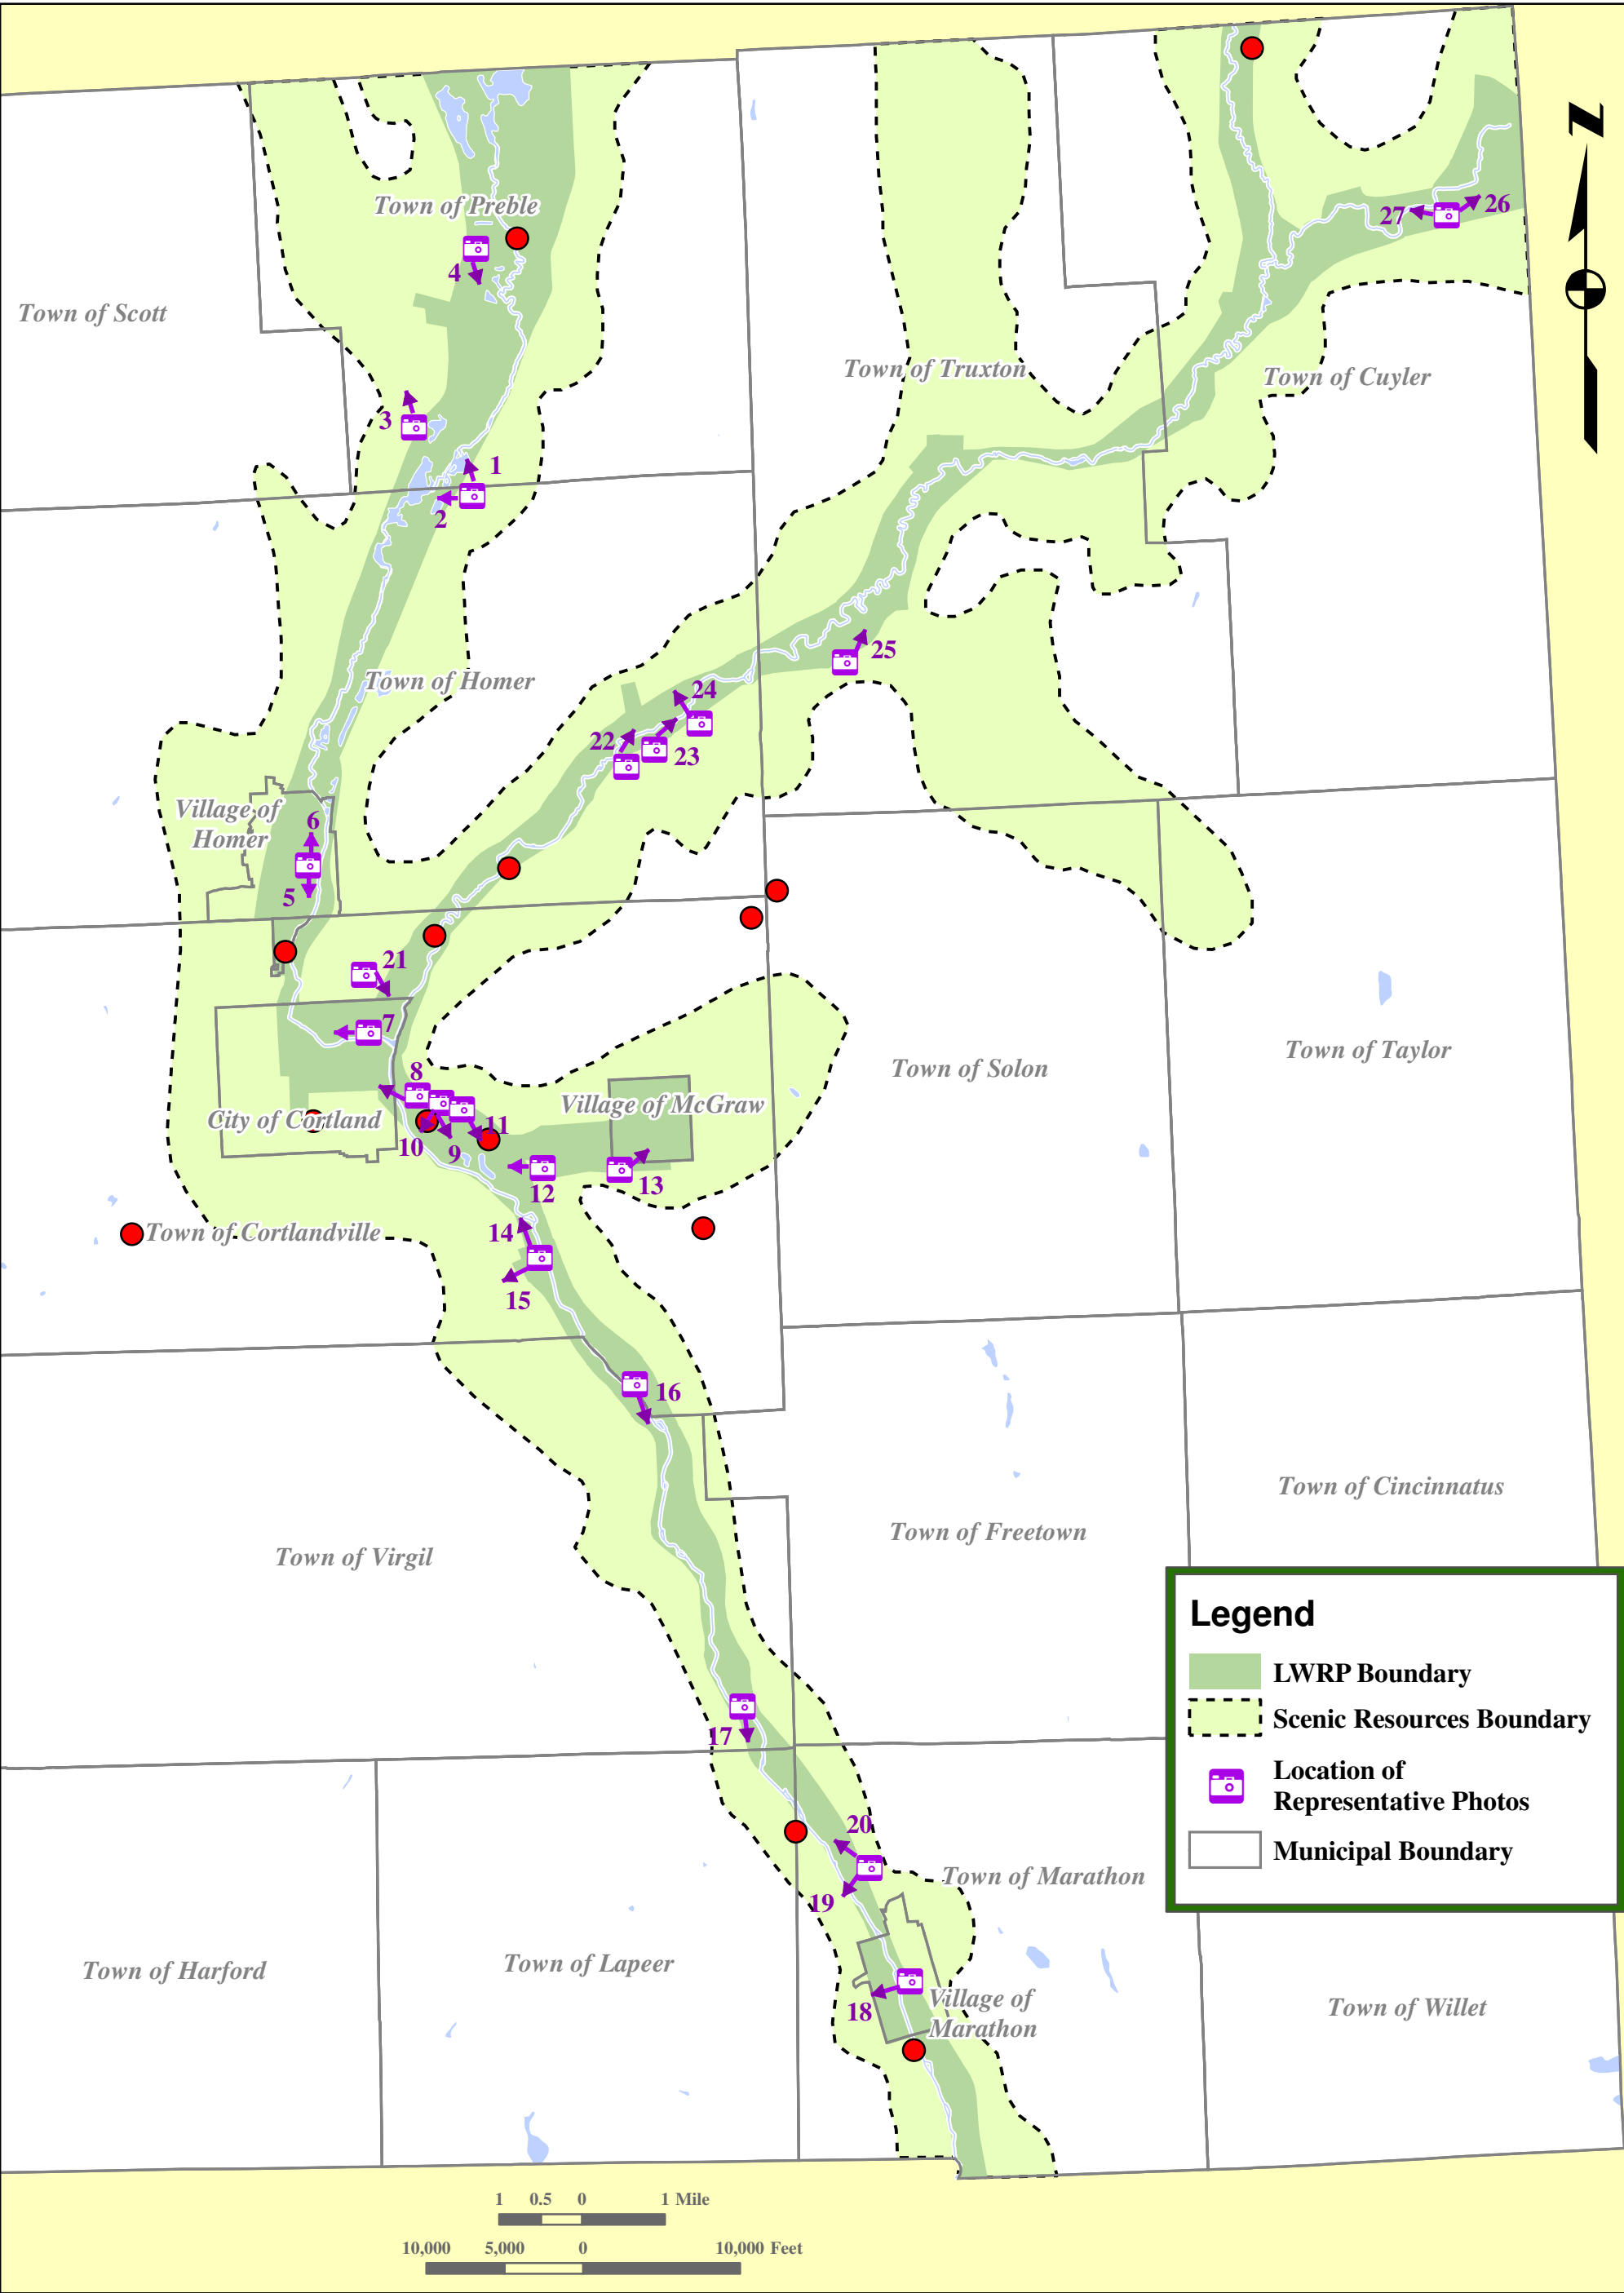 N
Town of Preble
27
26
4
Town of Scott
Town of Truxton
Town of Cuyler
3
1
2
25
Town of Homer
24
22
23
Village of
Homer
6
5
21
7
Town of Solon
Town of Taylor
8
Village of McGraw
City of Cortland
11
10
9
12
13
Town of Cortlandville
14
15
16
Town of Cincinnatus
Town of Freetown
Town of Virgil
Legend
LWRP Boundary
Scenic Resources Boundary
Location of
Representative Photos
Municipal Boundary
17
20
Town of Marathon
19
Town of Harford
Town of Lapeer
18
Village of
Marathon
Town of Willet
1 0.5 0 1 Mile
10,000 5,000 0 10,000 Feet